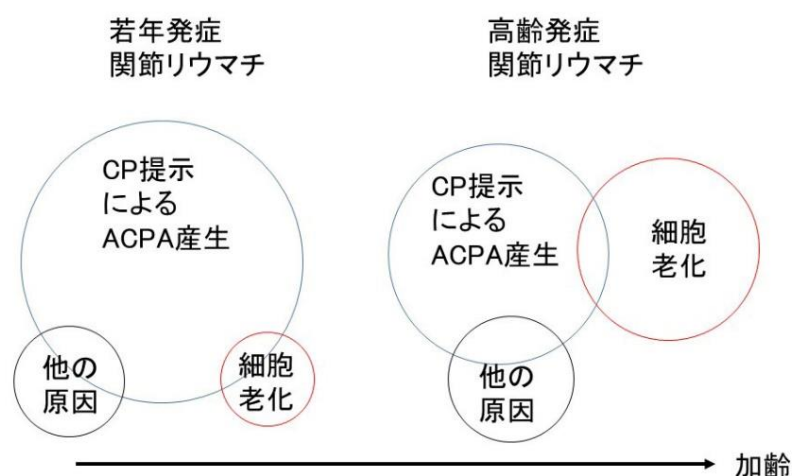 若年発症
関節リウマチ
高齢発症
関節リウマチ
CP提示
による
ACPA産生
他の
原因
細胞
老化
CP提示
による
ACPA産生
細胞
老化
他の
原因
加齢